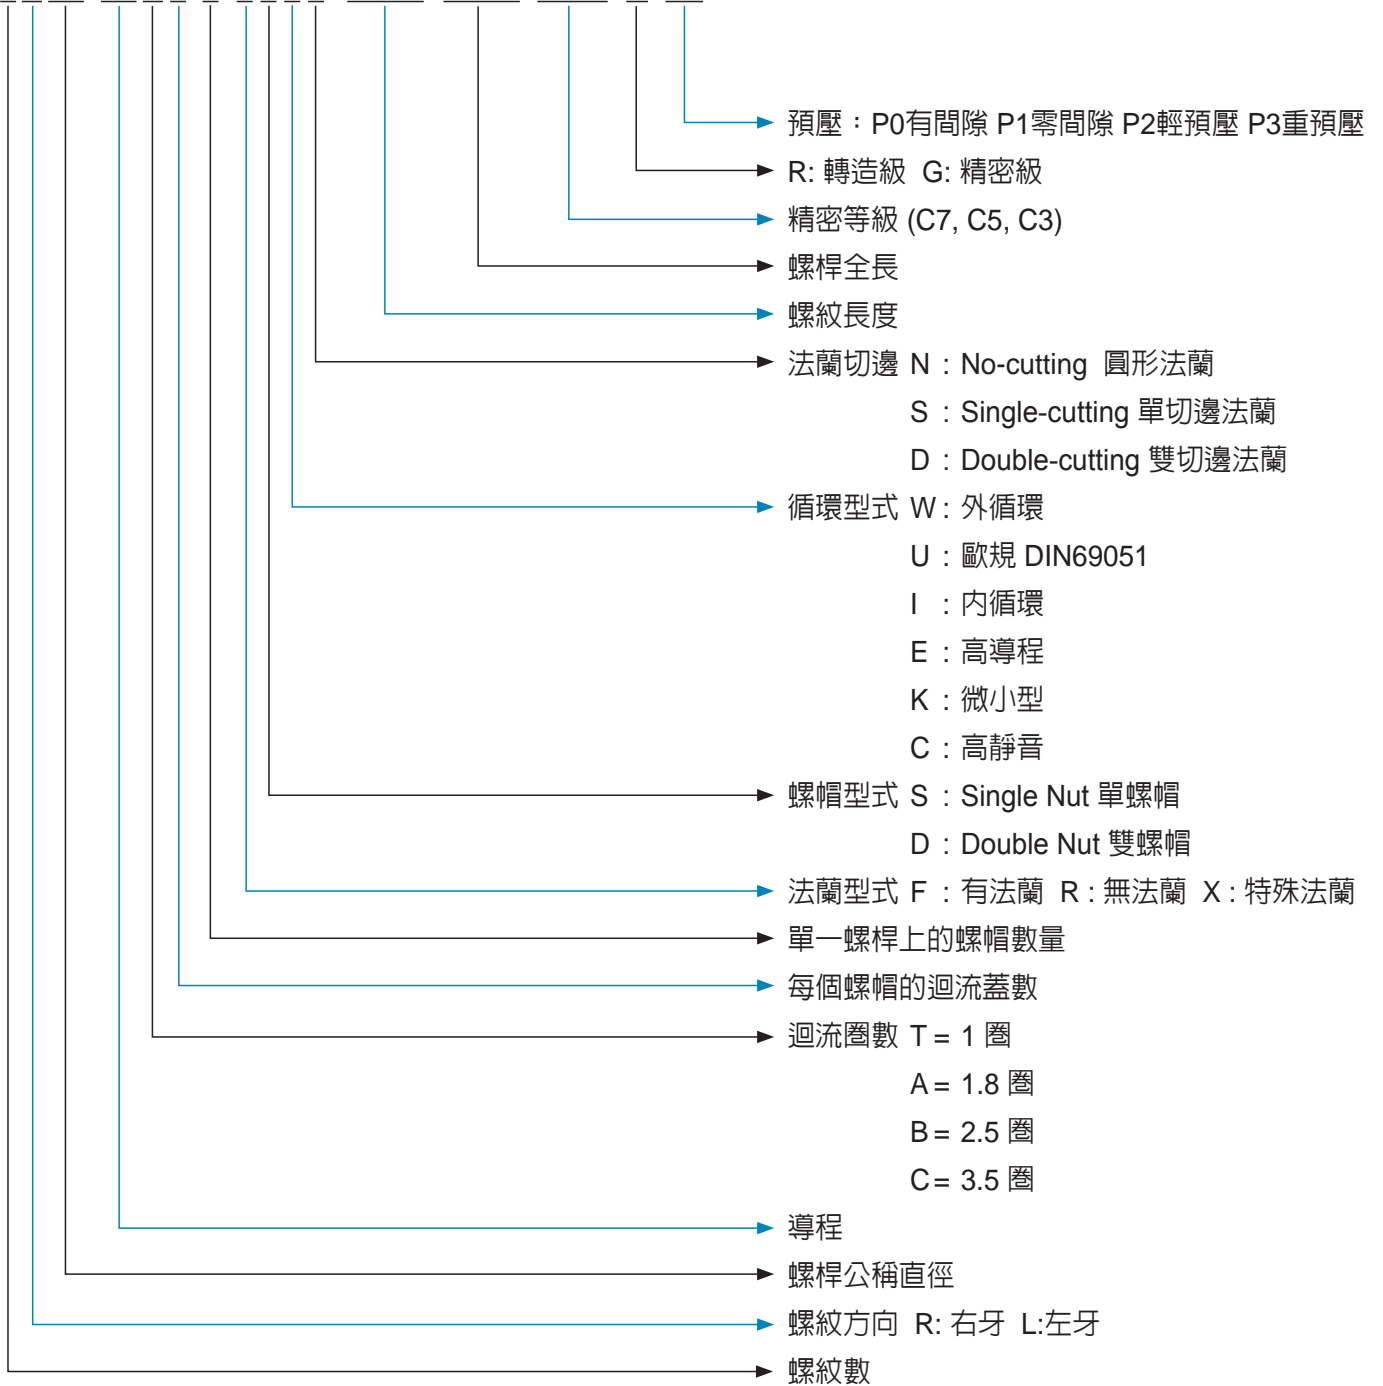 預壓：P0有間隙 P1零間隙 P2輕預壓 P3重預壓
R: 轉造級 G: 精密級
精密等級 (C7, C5, C3)
螺桿全長
螺紋長度
法蘭切邊 N : No-cutting 圓形法蘭
S : Single-cutting 單切邊法蘭
D : Double-cutting 雙切邊法蘭
循環型式 W : 外循環
U : 歐規 DIN69051
I : 內循環
E : 高導程
K : 微小型
C : 高靜音
螺帽型式 S : Single Nut 單螺帽
D : Double Nut 雙螺帽
法蘭型式 F : 有法蘭 R : 無法蘭 X : 特殊法蘭
單一螺桿上的螺帽數量
每個螺帽的迴流蓋數
迴流圈數 T = 1 圈
A = 1.8 圈
B = 2.5 圈
C = 3.5 圈
導程
螺桿公稱直徑
螺紋方向 R: 右牙 L:左牙
螺紋數